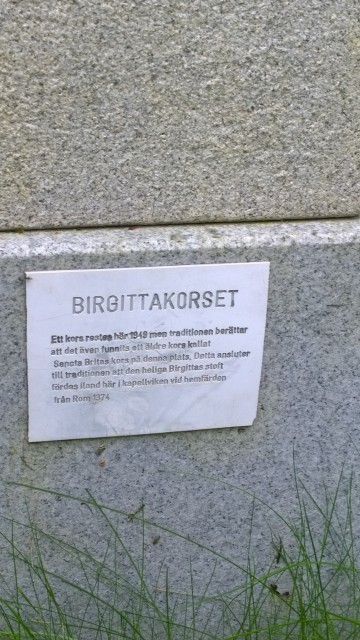 BIRGITTAKORSET
Ett kors restes här 1949 men traditionen berättar
att det även funnits ett äldre kors kallat
Sancta Britas kors på denna plats. Detta ansluter
till traditionen att den heliga Birgittas stoft
fördes iland här i kapellviken vid hemfärden
från Rom 1374